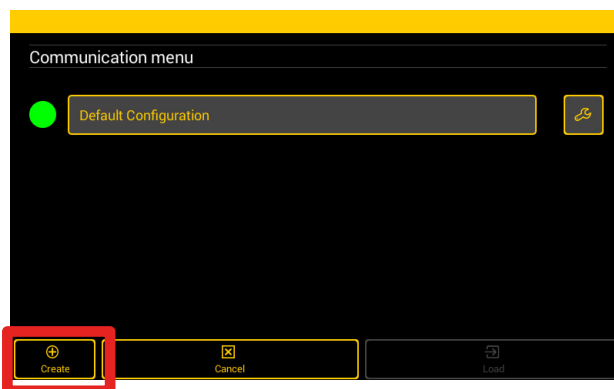 Communication menu
Default Configuration
Create
Cancel
Load